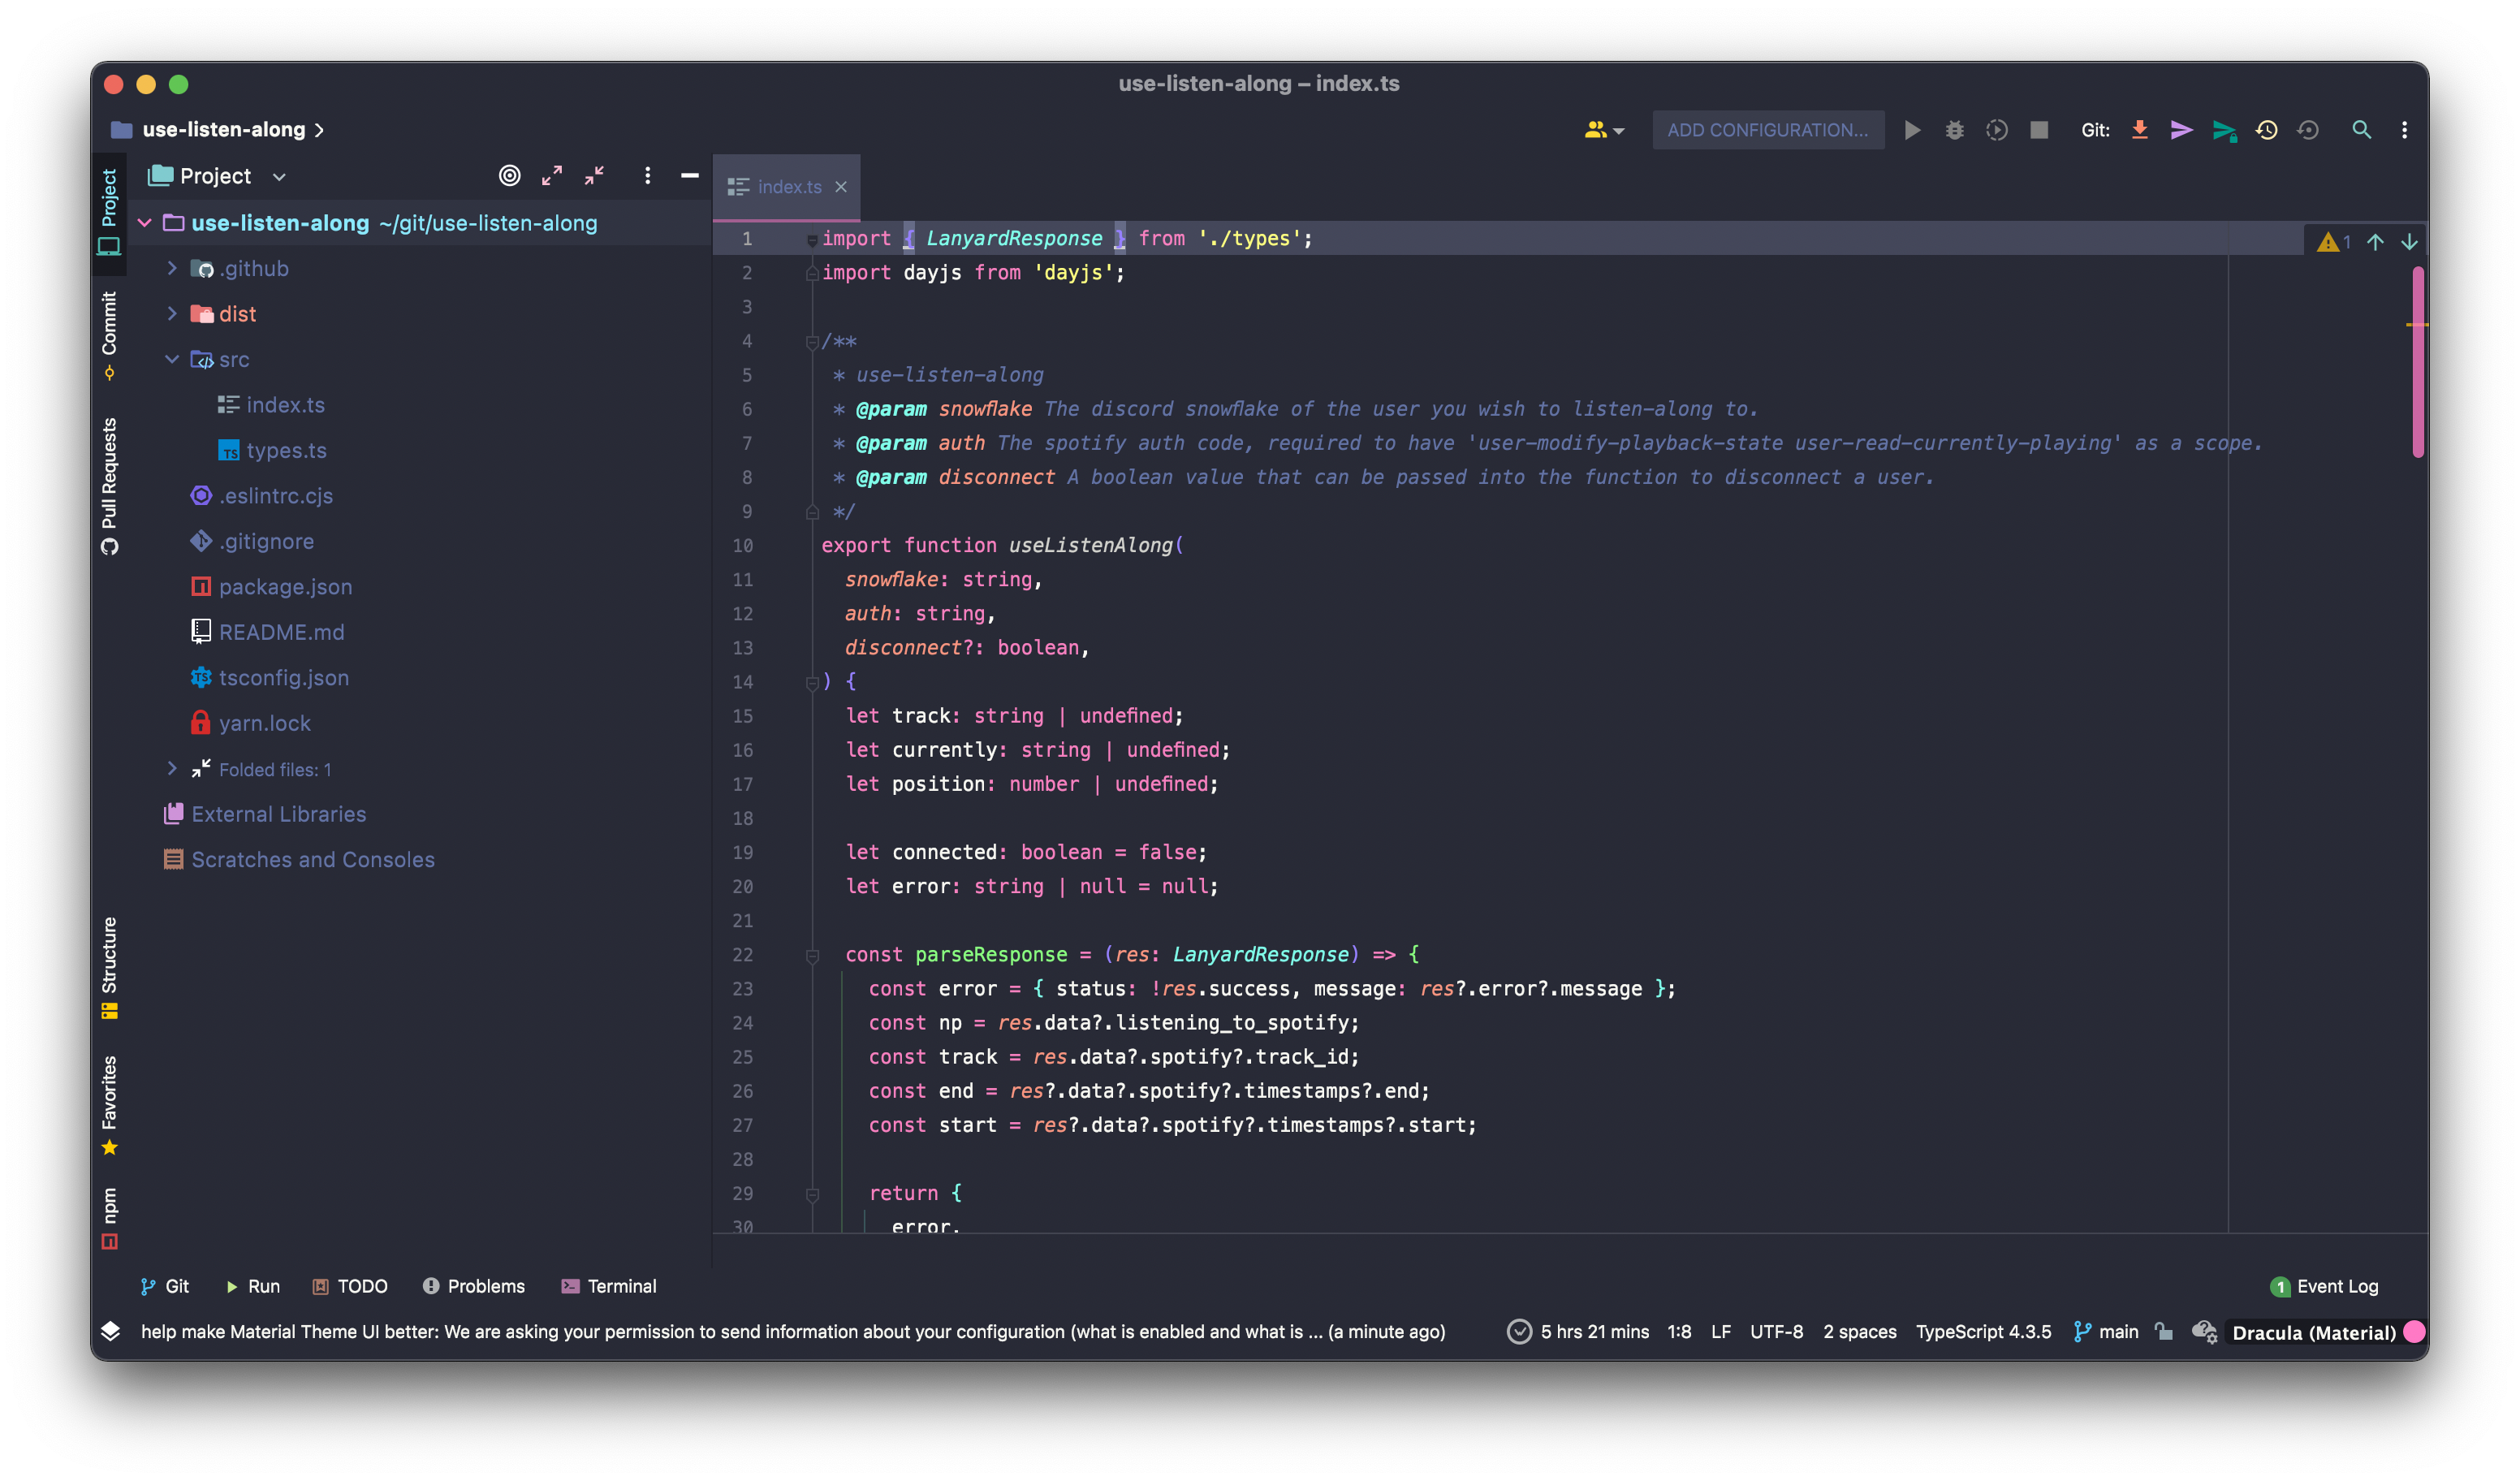 use-listen-along – index.ts
use-listen-along
ADD CONFIGURATION...
Git:
Project
index.ts
Project
Commit
Pull Requests
Structure
Favorites
npm
use-listen-along ~/git/use-listen-along
.github
dist
src
index.ts
types.ts
.eslintrc.cjs
.gitignore
package.json
README.md
tsconfig.json
yarn.lock
Folded files: 1
External Libraries
Scratches and Consoles
1 import { LanyardResponse } from './types';
1
2 import dayjs from 'dayjs';
3
4 /**
5 * use-listen-along
6 * @param snowflake The discord snowflake of the user you wish to listen-along to.
7 * @param auth The spotify auth code, required to have 'user-modify-playback-state user-read-currently-playing' as a scope.
8 * @param disconnect A boolean value that can be passed into the function to disconnect a user.
9 */
10 export function useListenAlong(
11 snowflake: string,
12 auth: string,
13 disconnect?: boolean,
14 ) {
15 let track: string | undefined;
16 let currently: string | undefined;
17 let position: number | undefined;
18
19 let connected: boolean = false;
20 let error: string | null = null;
21
22 const parseResponse = (res: LanyardResponse) => {
23 const error = { status: !res.success, message: res?.error?.message };
24 const np = res.data?.listening_to_spotify;
25 const track = res.data?.spotify?.track_id;
26 const end = res?.data?.spotify?.timestamps?.end;
27 const start = res?.data?.spotify?.timestamps?.start;
28
29 return {
30 error,
Git Run TODO Problems Terminal
1 Event Log
help make Material Theme UI better: We are asking your permission to send information about your configuration (what is enabled and what is ... (a minute ago)
5 hrs 21 mins 1:8 LF UTF-8 2 spaces TypeScript 4.3.5 main Dracula (Material)